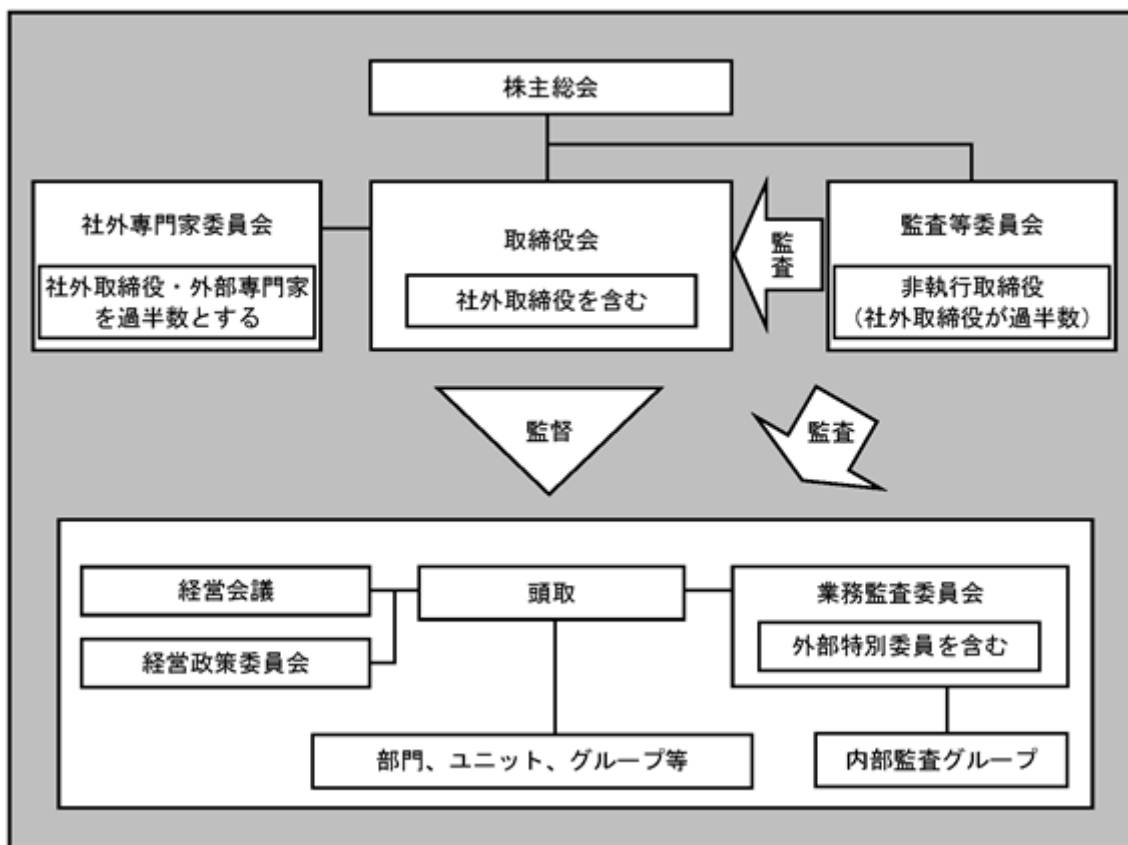 株主総会
社外専門家委員会
社外取締役・外部専門家
を過半数とする
取締役会
社外取締役を含む
監査
監査等委員会
非執行取締役
(社外取締役が過半数)
監督
監査
経営会議
頭取
業務監査委員会
外部特別委員を含む
経営政策委員会
部門、ユニット、グループ等
内部監査グループ